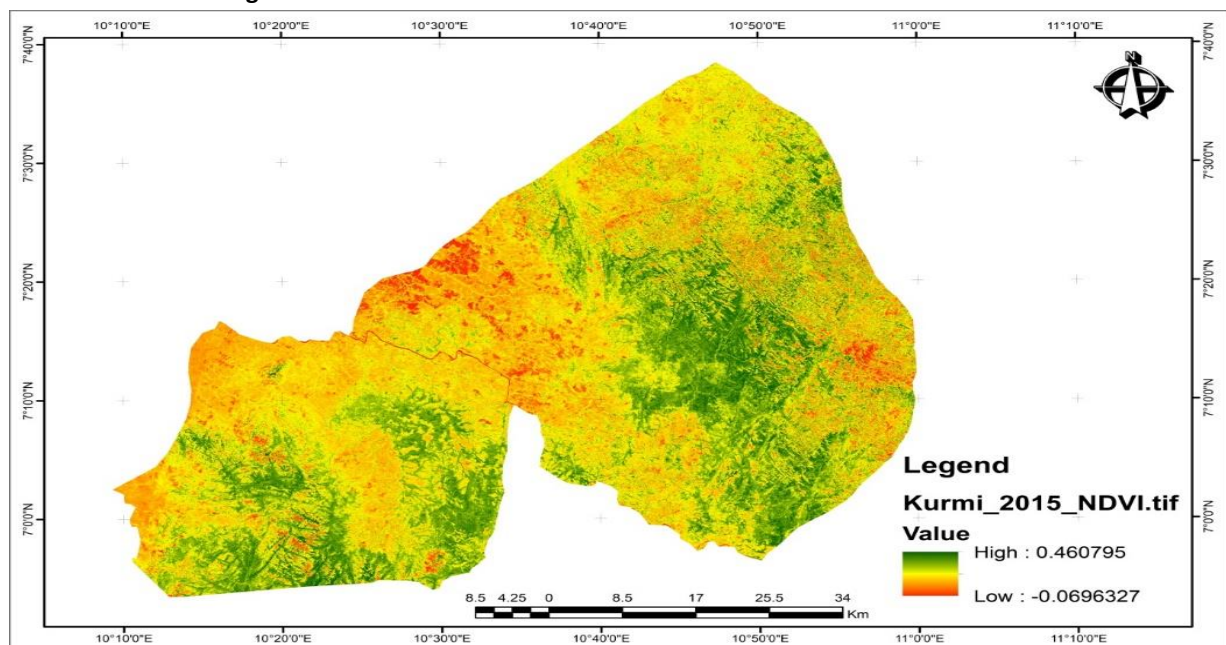 10°10'0"E 10°20'0"E 10°30'0"E 10°40'0"E 10°50'0"E 11°0'0"E 11°10'0"E
7°40'0"N 7°40'0"N
N
7°30'0"N 7°30'0"N
7°20'0"N 7°20'0"N
7°10'0"N 7°10'0"N
7°0'0"N 7°0'0"N
Legend
Kurmi_2015_NDVI.tif
Value
High : 0.460795
Low : -0.0696327
8.5 4.25 0 8.5 17 25.5 34
Km
10°10'0"E 10°20'0"E 10°30'0"E 10°40'0"E 10°50'0"E 11°0'0"E 11°10'0"E